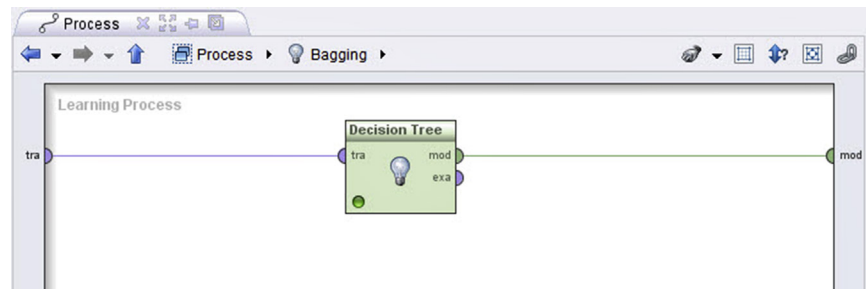 Process
Process Bagging
Learning Process
Decision Tree
tra tra mod mod
exa